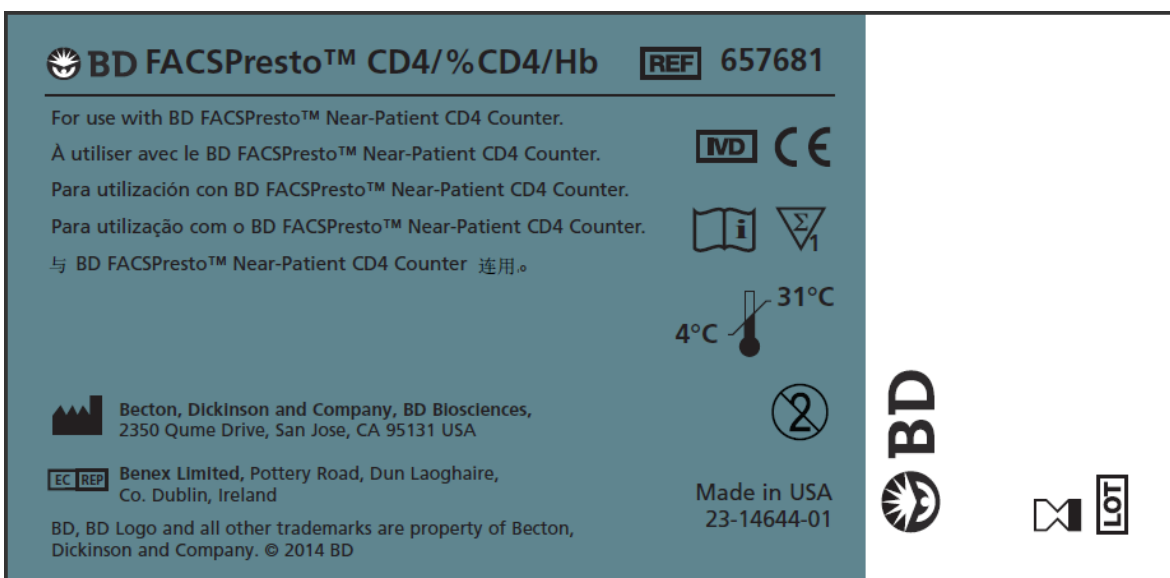 BD FACSPresto™ CD4/%CD4/Hb REF 657681
For use with BD FACSPresto™ Near-Patient CD4 Counter.
À utiliser avec le BD FACSPresto™ Near-Patient CD4 Counter.
Para utilización con BD FACSPresto™ Near-Patient CD4 Counter.
Para utilização com o BD FACSPresto™ Near-Patient CD4 Counter.
与 BD FACSPresto™ Near-Patient CD4 Counter 连用。
IVD CE
i Σ 1
31°C
4°C
2
Becton, Dickinson and Company, BD Biosciences,
2350 Qume Drive, San Jose, CA 95131 USA
EC REP Benex Limited, Pottery Road, Dun Laoghaire,
Co. Dublin, Ireland
BD, BD Logo and all other trademarks are property of Becton,
Dickinson and Company. © 2014 BD
Made in USA
23-14644-01
BD
LOT